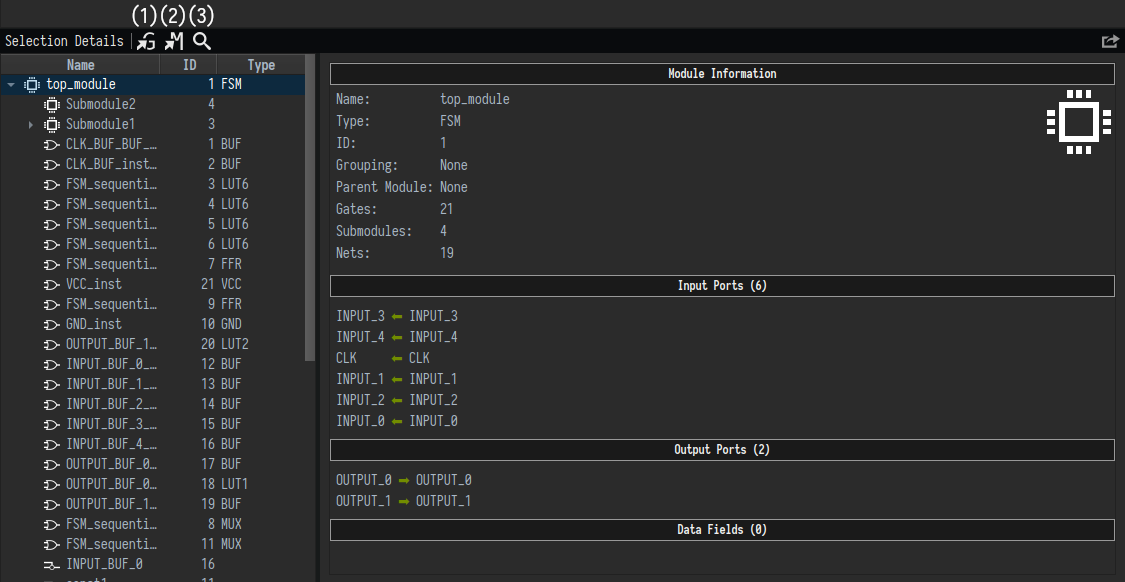 (1) (2) (3)
Selection Details
Name ID Type
top_module 1 FSM
Submodule2 4
Submodule1 3
CLK_BUF_BUF_… 1 BUF
CLK_BUF_inst… 2 BUF
FSM_sequenti… 3 LUT6
FSM_sequenti… 4 LUT6
FSM_sequenti… 5 LUT6
FSM_sequenti… 6 LUT6
FSM_sequenti… 7 FFR
VCC_inst 21 VCC
FSM_sequenti… 9 FFR
GND_inst 10 GND
OUTPUT_BUF_1… 20 LUT2
INPUT_BUF_0_… 12 BUF
INPUT_BUF_1_… 13 BUF
INPUT_BUF_2_… 14 BUF
INPUT_BUF_3_… 15 BUF
INPUT_BUF_4_… 16 BUF
OUTPUT_BUF_0… 17 BUF
OUTPUT_BUF_0… 18 LUT1
OUTPUT_BUF_1… 19 BUF
FSM_sequenti… 8 MUX
FSM_sequenti… 11 MUX
INPUT_BUF_0 16
Module Information
Name: top_module
Type: FSM
ID: 1
Grouping: None
Parent Module: None
Gates: 21
Submodules: 4
Nets: 19
Input Ports (6)
INPUT_3 ⬅ INPUT_3
INPUT_4 ⬅ INPUT_4
CLK ⬅ CLK
INPUT_1 ⬅ INPUT_1
INPUT_2 ⬅ INPUT_2
INPUT_0 ⬅ INPUT_0
Output Ports (2)
OUTPUT_0 ➡ OUTPUT_0
OUTPUT_1 ➡ OUTPUT_1
Data Fields (0)